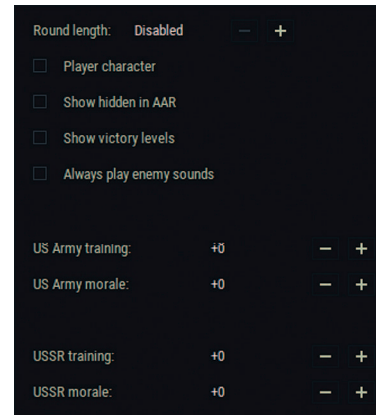 Round length: Disabled − +
Player character
Show hidden in AAR
Show victory levels
Always play enemy sounds
US Army training: +0 − +
US Army morale: +0 − +
USSR training: +0 − +
USSR morale: +0 − +